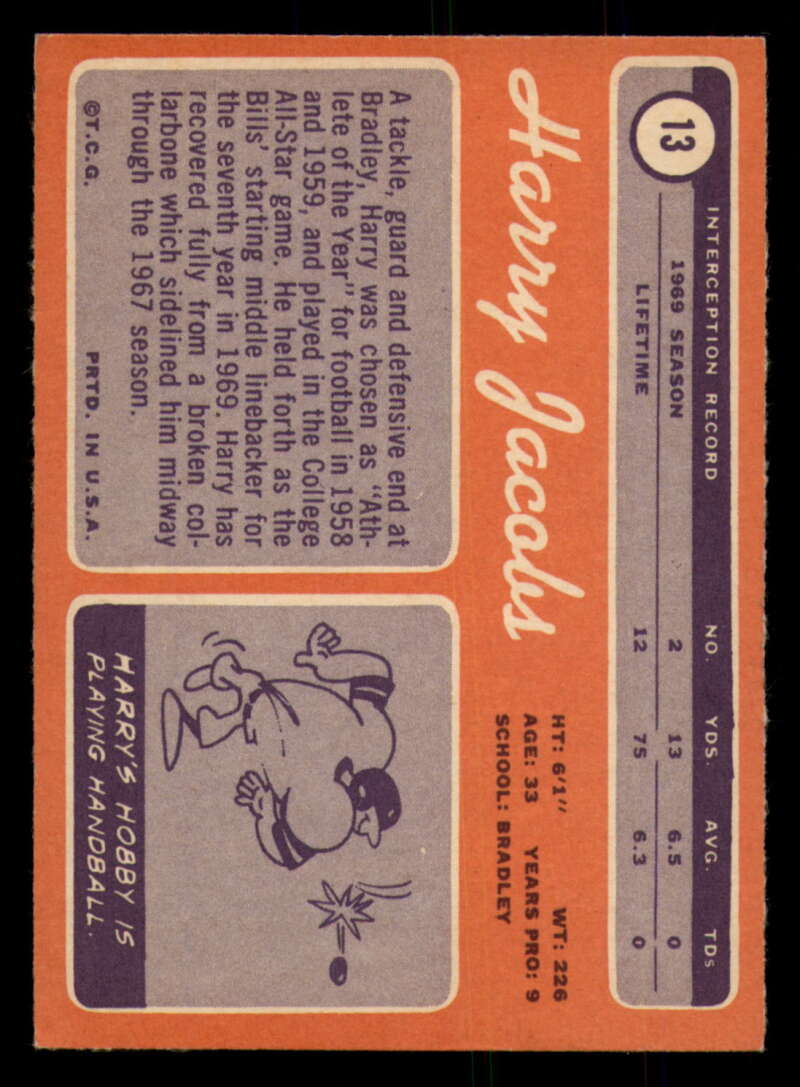 13
INTERCEPTION RECORD NO. YDS. AVG. TDs
1969 SEASON 2 13 6.5 0
LIFETIME 12 75 6.3 0
Harry Jacobs
HT: 6'1" WT: 226
AGE: 33 YEARS PRO: 9
SCHOOL: BRADLEY
A tackle, guard and defensive end at
Bradley, Harry was chosen as "Ath-
lete of the Year" for football in 1958
and 1959, and played in the College
All-Star game. He held forth as the
Bills' starting middle linebacker for
the seventh year in 1969. Harry has
recovered fully from a broken col-
larbone which sidelined him midway
through the 1967 season.
©T.C.G. PRTD. IN U.S.A.
HARRY'S HOBBY IS
PLAYING HANDBALL.